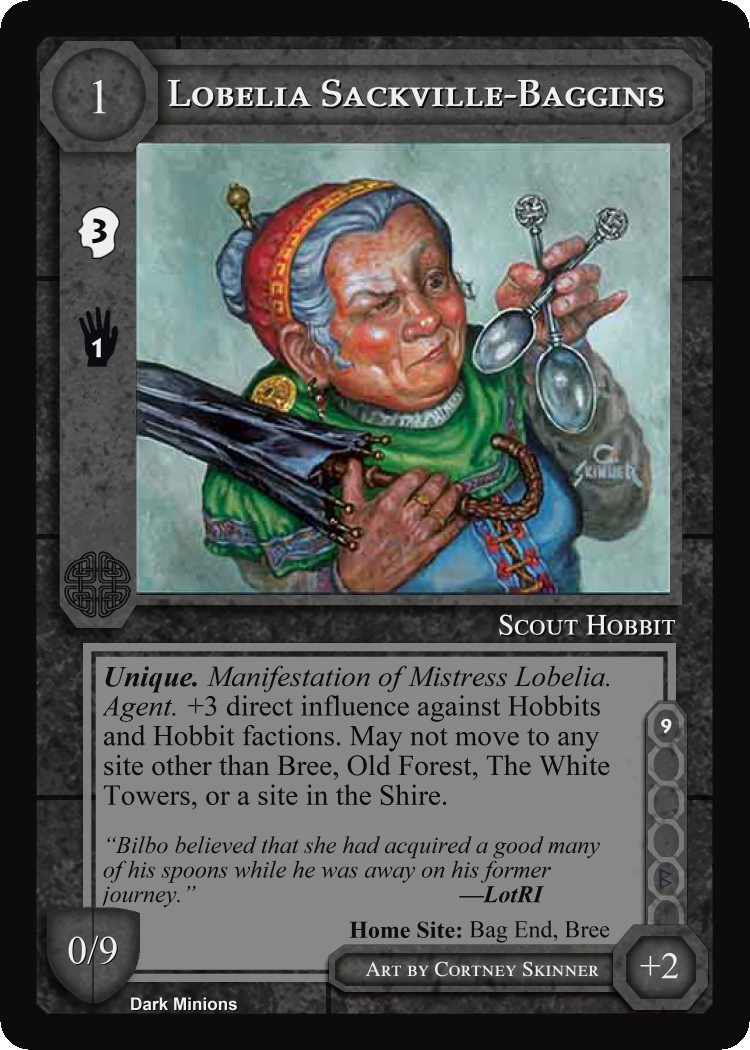 1
Lobelia Sackville-Baggins
3
1
Skinner
Scout Hobbit
Unique. Manifestation of Mistress Lobelia.
Agent. +3 direct influence against Hobbits
and Hobbit factions. May not move to any
site other than Bree, Old Forest, The White
Towers, or a site in the Shire.
9
“Bilbo believed that she had acquired a good many
of his spoons while he was away on his former
journey.” —LotRI
Home Site: Bag End, Bree
0/9
Art by Cortney Skinner
+2
Dark Minions